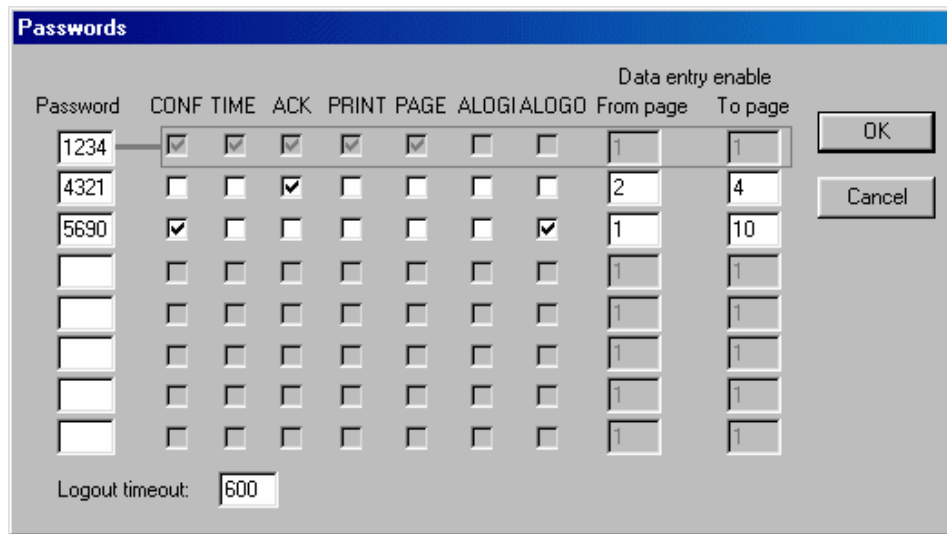 Passwords
Data entry enable
Password CONF TIME ACK PRINT PAGE ALOGI ALOGO From page To page
1234 1 1
4321 2 4
5690 1 10
1 1
1 1
1 1
1 1
1 1
Logout timeout: 600
OK
Cancel